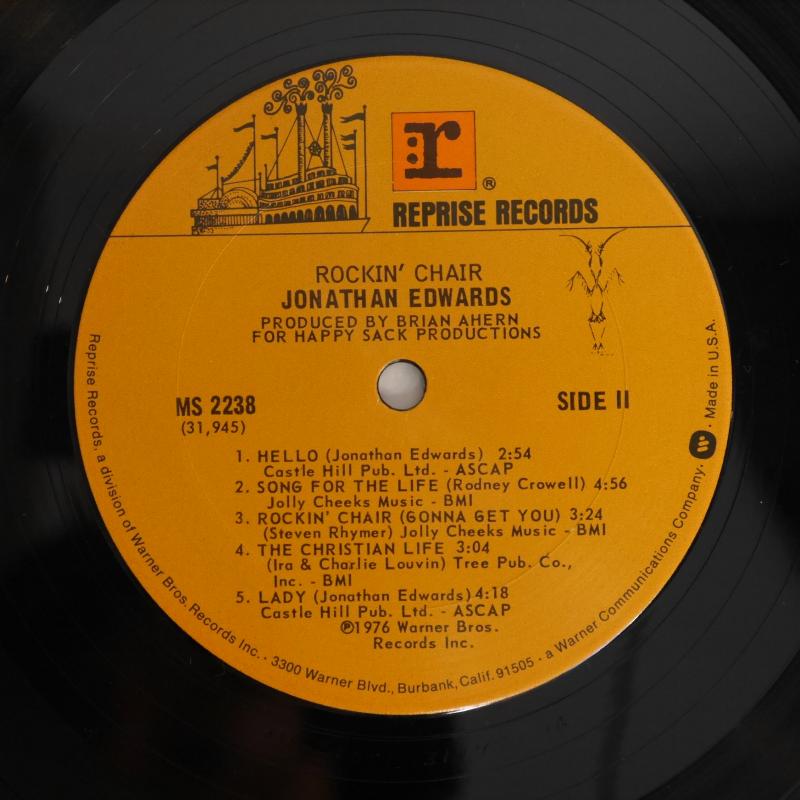 r
®
REPRISE RECORDS
ROCKIN' CHAIR
JONATHAN EDWARDS
PRODUCED BY BRIAN AHERN
FOR HAPPY SACK PRODUCTIONS
MS 2238
(31,945)
SIDE II
1. HELLO (Jonathan Edwards) 2:54
Castle Hill Pub. Ltd. - ASCAP
2. SONG FOR THE LIFE (Rodney Crowell) 4:56
Jolly Cheeks Music - BMI
3. ROCKIN' CHAIR (GONNA GET YOU) 3:24
(Steven Rhymer) Jolly Cheeks Music - BMI
4. THE CHRISTIAN LIFE 3:04
(Ira & Charlie Louvin) Tree Pub. Co.,
Inc. - BMI
5. LADY (Jonathan Edwards) 4:18
Castle Hill Pub. Ltd. - ASCAP
℗1976 Warner Bros.
Records Inc.
Reprise Records, a division of Warner Bros. Records Inc. · 3300 Warner Blvd., Burbank, Calif. 91505 · a Warner Communications Company. · Made in U.S.A.